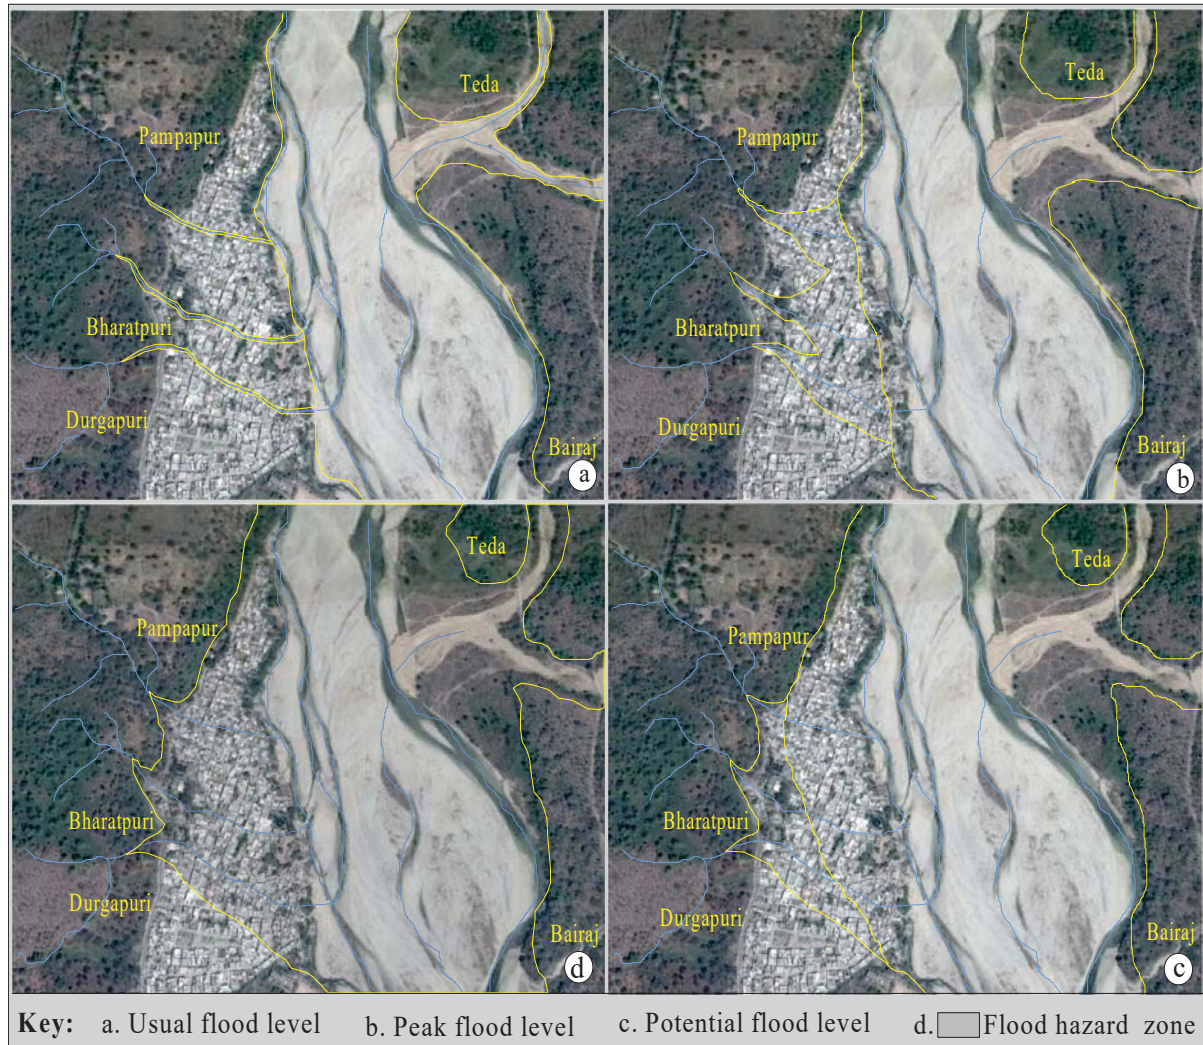 Teda
Pampapur
Bharatpuri
Durgapuri
Bairaj
a
Teda
Pampapur
Bharatpuri
Durgapuri
Bairaj
b
Teda
Pampapur
Bharatpuri
Durgapuri
Bairaj
d
Teda
Pampapur
Bharatpuri
Durgapuri
Bairaj
c
Key: a. Usual flood level b. Peak flood level c. Potential flood level d. Flood hazard zone